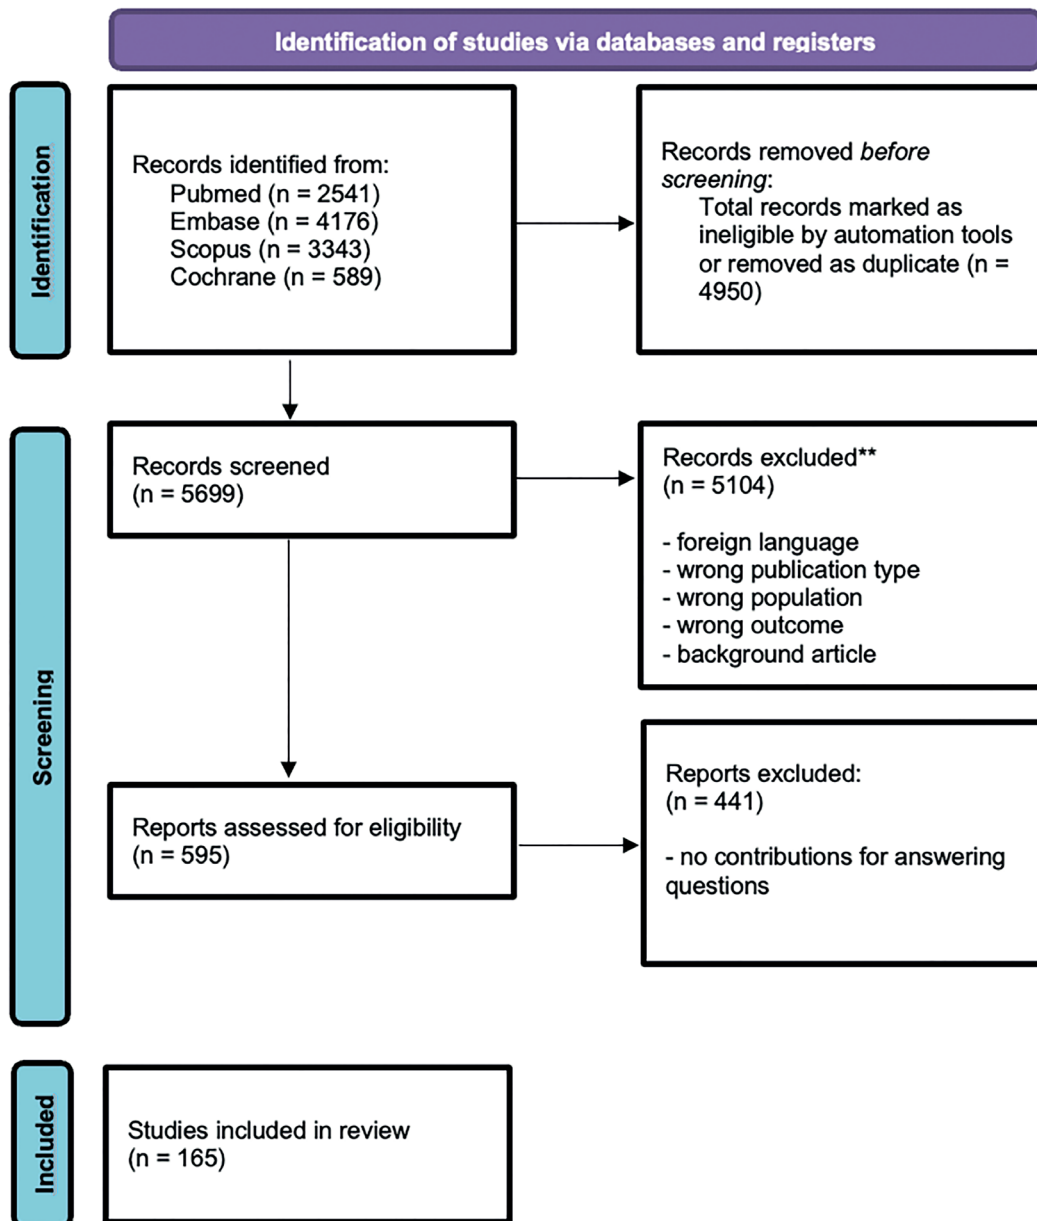 Identification of studies via databases and registers
Identification
Records identified from:
Pubmed (n = 2541)
Embase (n = 4176)
Scopus (n = 3343)
Cochrane (n = 589)
Records removed before
screening:
Total records marked as
ineligible by automation tools
or removed as duplicate (n =
4950)
Screening
Records screened
(n = 5699)
Records excluded**
(n = 5104)
- foreign language
- wrong publication type
- wrong population
- wrong outcome
- background article
Reports assessed for eligibility
(n = 595)
Reports excluded:
(n = 441)
- no contributions for answering
questions
Included
Studies included in review
(n = 165)